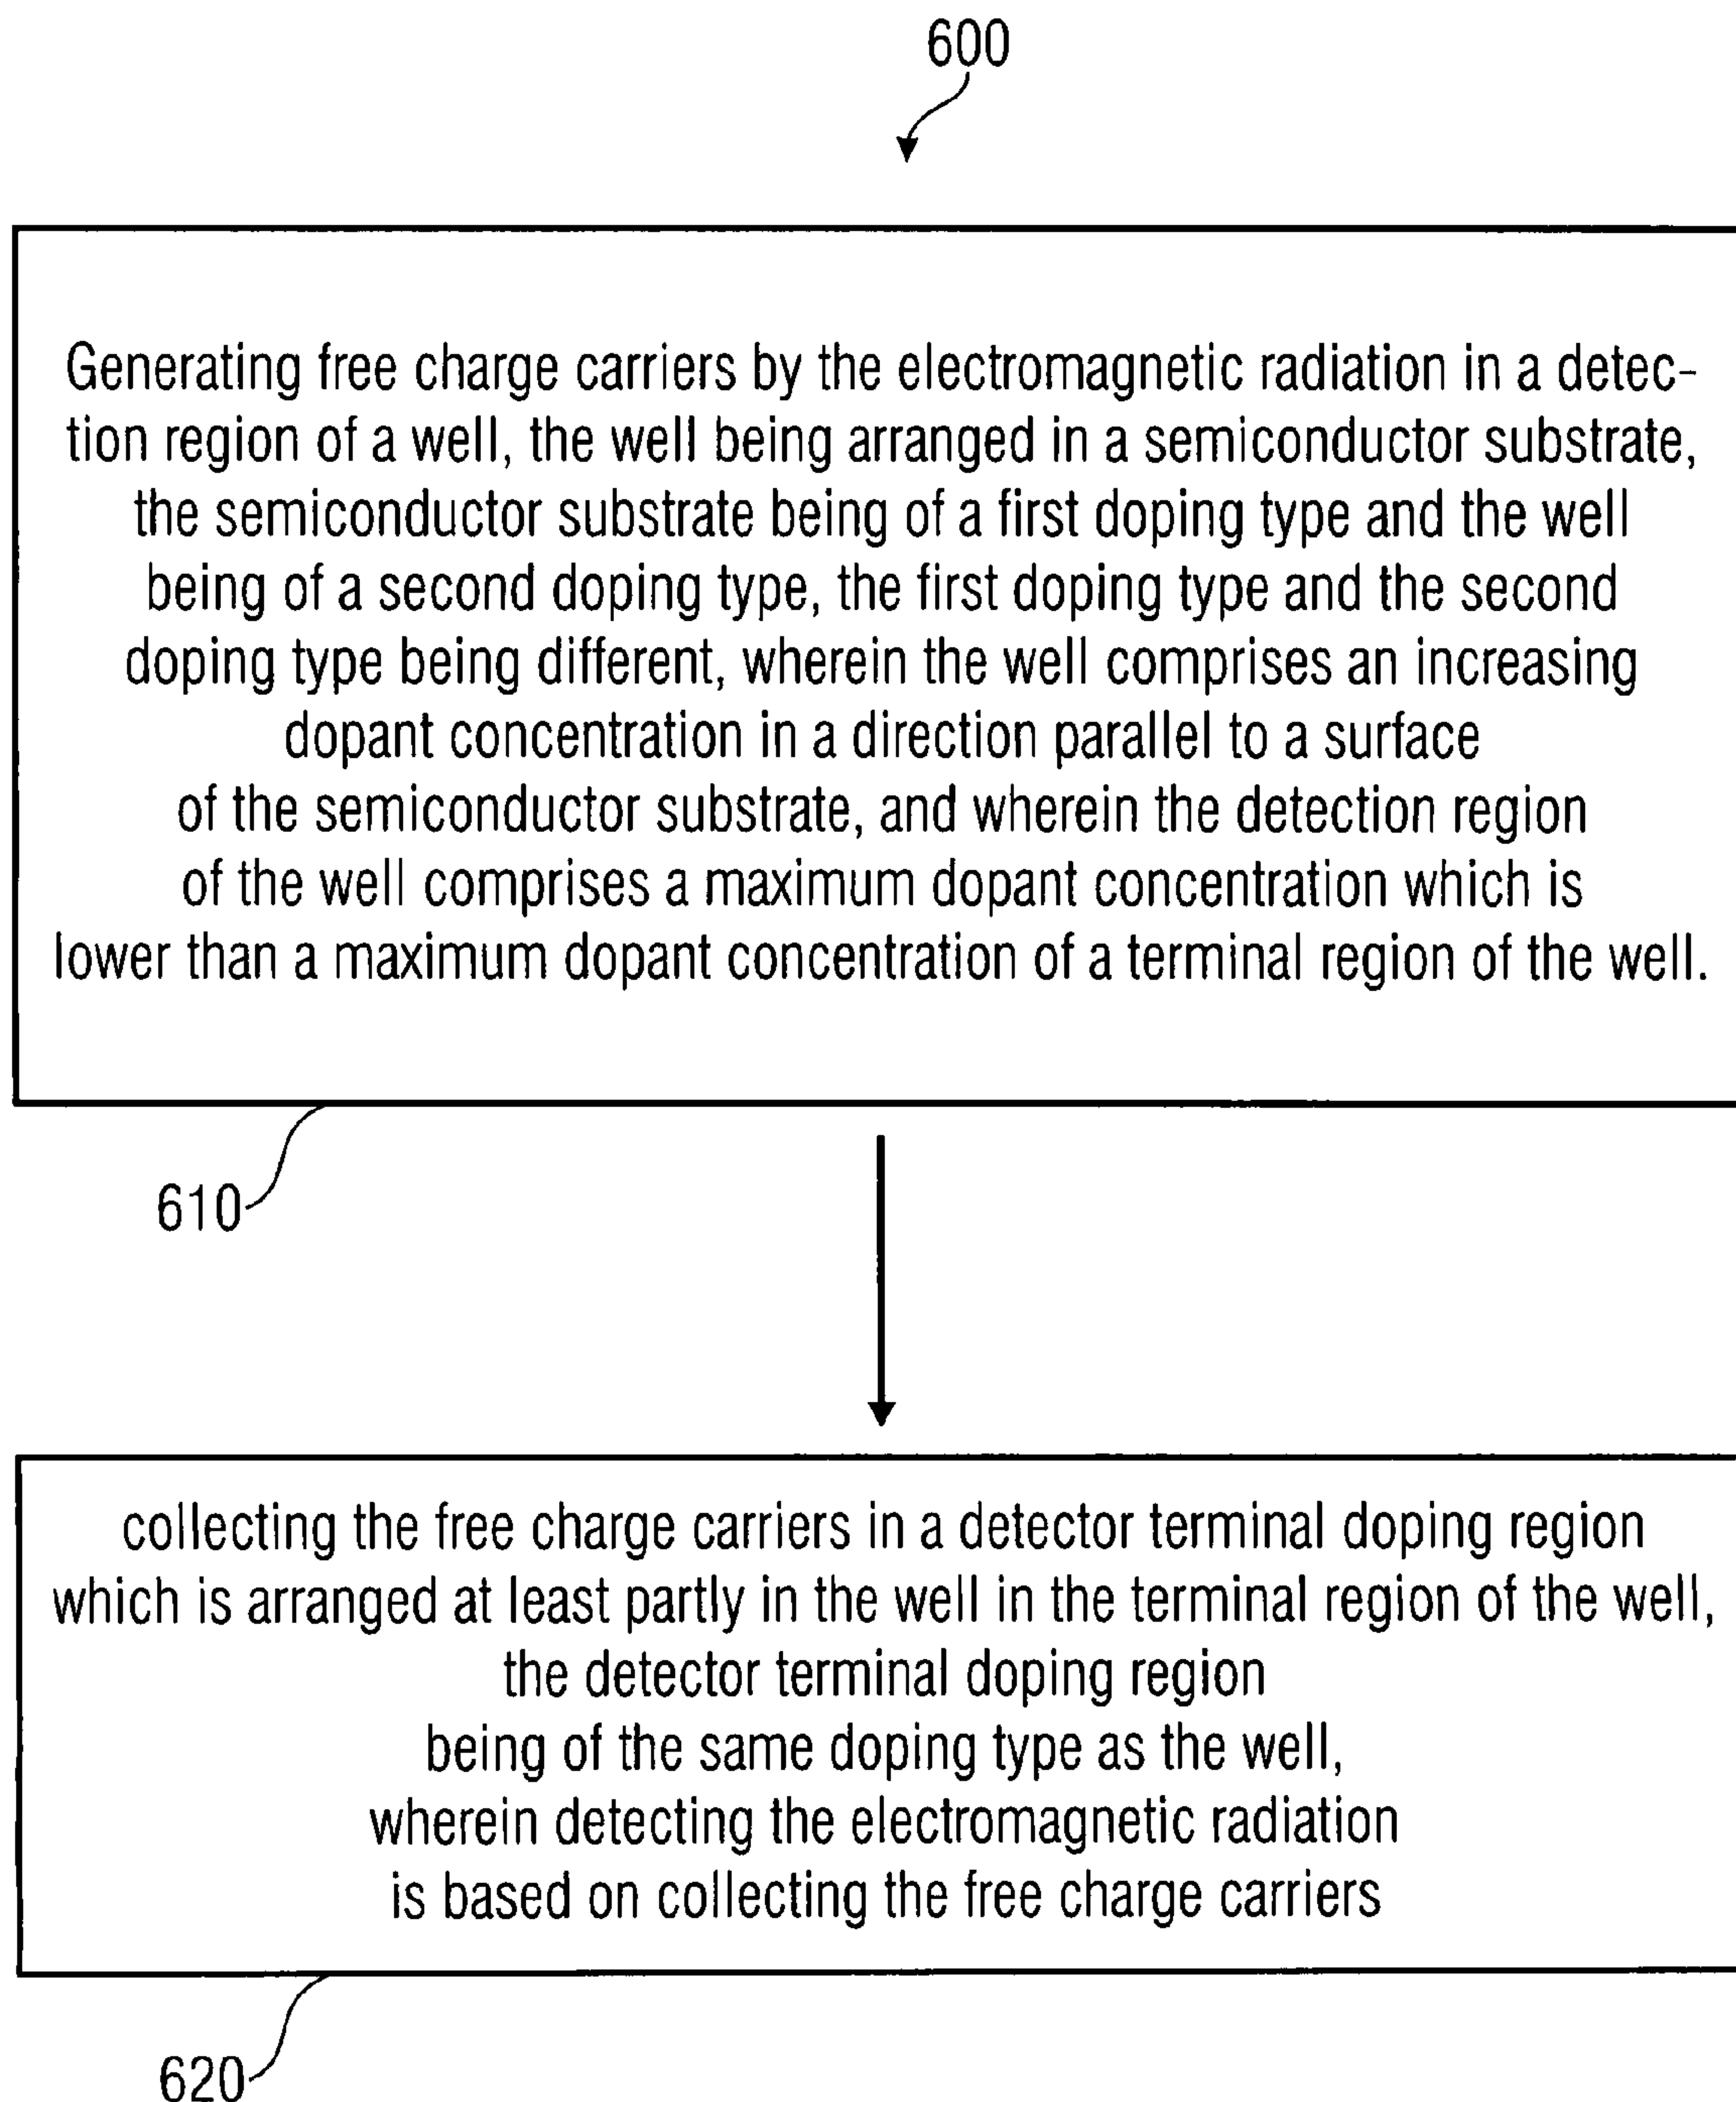 600
Generating free charge carriers by the electromagnetic radiation in a detec-
tion region of a well, the well being arranged in a semiconductor substrate,
the semiconductor substrate being of a first doping type and the well
being of a second doping type, the first doping type and the second
doping type being different, wherein the well comprises an increasing
dopant concentration in a direction parallel to a surface
of the semiconductor substrate, and wherein the detection region
of the well comprises a maximum dopant concentration which is
lower than a maximum dopant concentration of a terminal region of the well.
610
collecting the free charge carriers in a detector terminal doping region
which is arranged at least partly in the well in the terminal region of the well,
the detector terminal doping region
being of the same doping type as the well,
wherein detecting the electromagnetic radiation
is based on collecting the free charge carriers
620